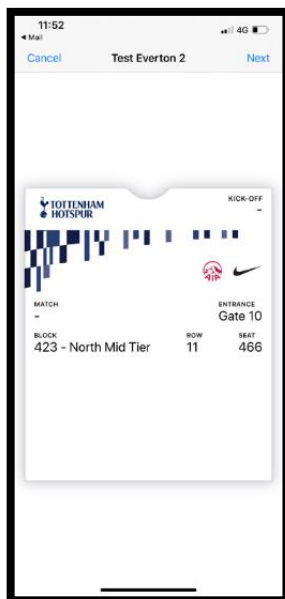 11:52
4G
◀ Mail
Cancel Test Everton 2 Next
TOTTENHAM
HOTSPUR
KICK-OFF
-
AIA
MATCH
-
ENTRANCE
Gate 10
BLOCK ROW SEAT
423 - North Mid Tier 11 466